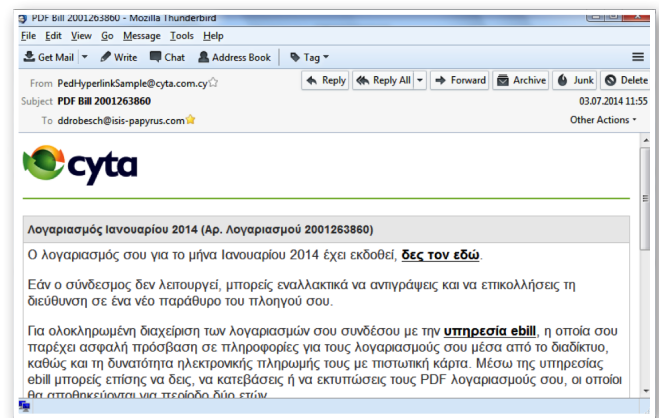 PDF Bill 2001263860 - Mozilla Thunderbird
File Edit View Go Message Tools Help
Get Mail Write Chat Address Book Tag
From PedHyperlinkSample@cyta.com.cy Reply Reply All Forward Archive Junk Delete
Subject PDF Bill 2001263860 03.07.2014 11:55
To ddrobesch@isis-papyrus.com Other Actions
cyta
Λογαριασμός Ιανουαρίου 2014 (Αρ. Λογαριασμού 2001263860)
Ο λογαριασμός σου για το μήνα Ιανουαρίου 2014 έχει εκδοθεί, δες τον εδώ.
Εάν ο σύνδεσμος δεν λειτουργεί, μπορείς εναλλακτικά να αντιγράψεις και να επικολλήσεις τη
διεύθυνση σε ένα νέο παράθυρο του πλοηγού σου.
Για ολοκληρωμένη διαχείριση των λογαριασμών σου συνδέσου με την υπηρεσία ebill, η οποία σου
παρέχει ασφαλή πρόσβαση σε πληροφορίες για τους λογαριασμούς σου μέσα από το διαδίκτυο,
καθώς και τη δυνατότητα ηλεκτρονικής πληρωμής τους με πιστωτική κάρτα. Μέσω της υπηρεσίας
ebill μπορείς επίσης να δεις, να κατεβάσεις ή να εκτυπώσεις τους PDF λογαριασμούς σου, οι οποίοι
θα αποθηκεύονται για περίοδο δύο ετών